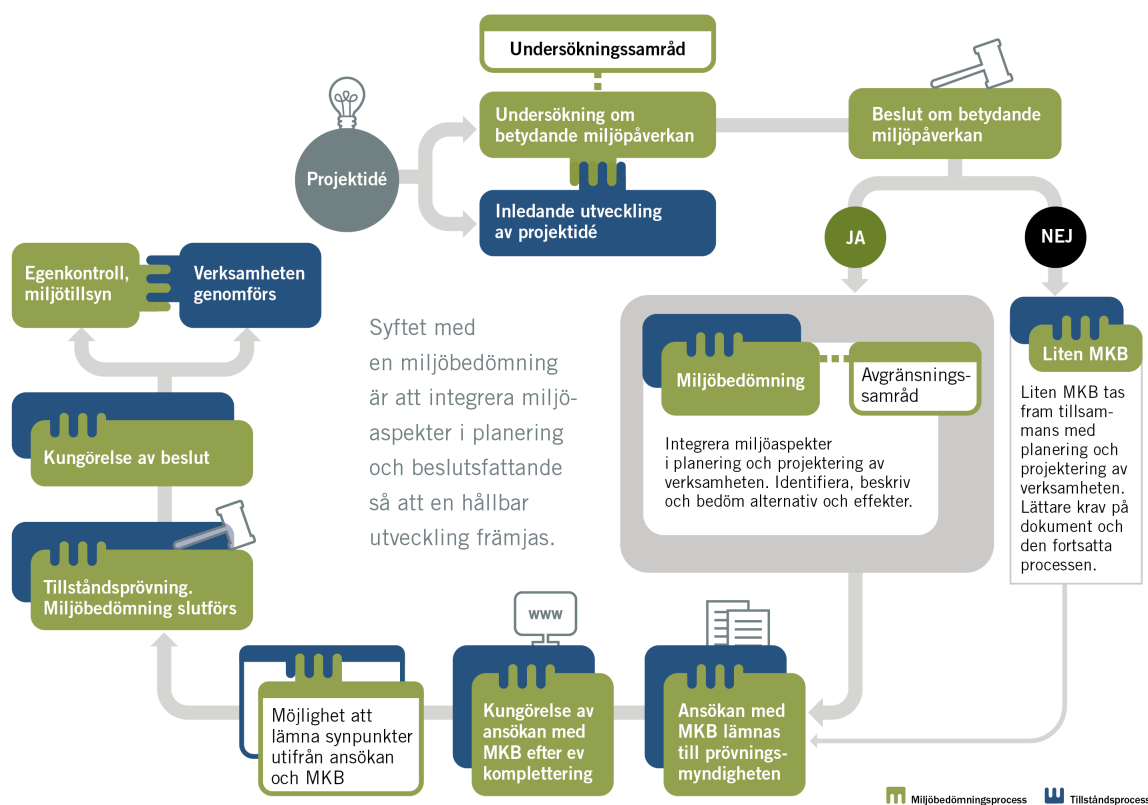 Undersökningssamråd
Projektidé
Undersökning om
betydande miljöpåverkan
Beslut om betydande
miljöpåverkan
Inledande utveckling
av projektidé
JA
NEJ
Egenkontroll,
miljötillsyn
Verksamheten
genomförs
Syftet med
en miljöbedömning
är att integrera miljö-
aspekter i planering
och beslutsfattande
så att en hållbar
utveckling främjas.
Miljöbedömning
Avgränsnings-
samråd
Integrera miljöaspekter
i planering och projektering av
verksamheten. Identifiera, beskriv
och bedöm alternativ och effekter.
Liten MKB
Liten MKB tas
fram tillsam-
mans med
planering och
projektering av
verksamheten.
Lättare krav på
dokument och
den fortsatta
processen.
Kungörelse av beslut
Tillståndsprövning.
Miljöbedömning slutförs
Möjlighet att
lämna synpunkter
utifrån ansökan
och MKB
www
Kungörelse av
ansökan med
MKB efter ev
komplettering
Ansökan med
MKB lämnas
till prövnings-
myndigheten
Miljöbedömningsprocess
Tillståndsprocess